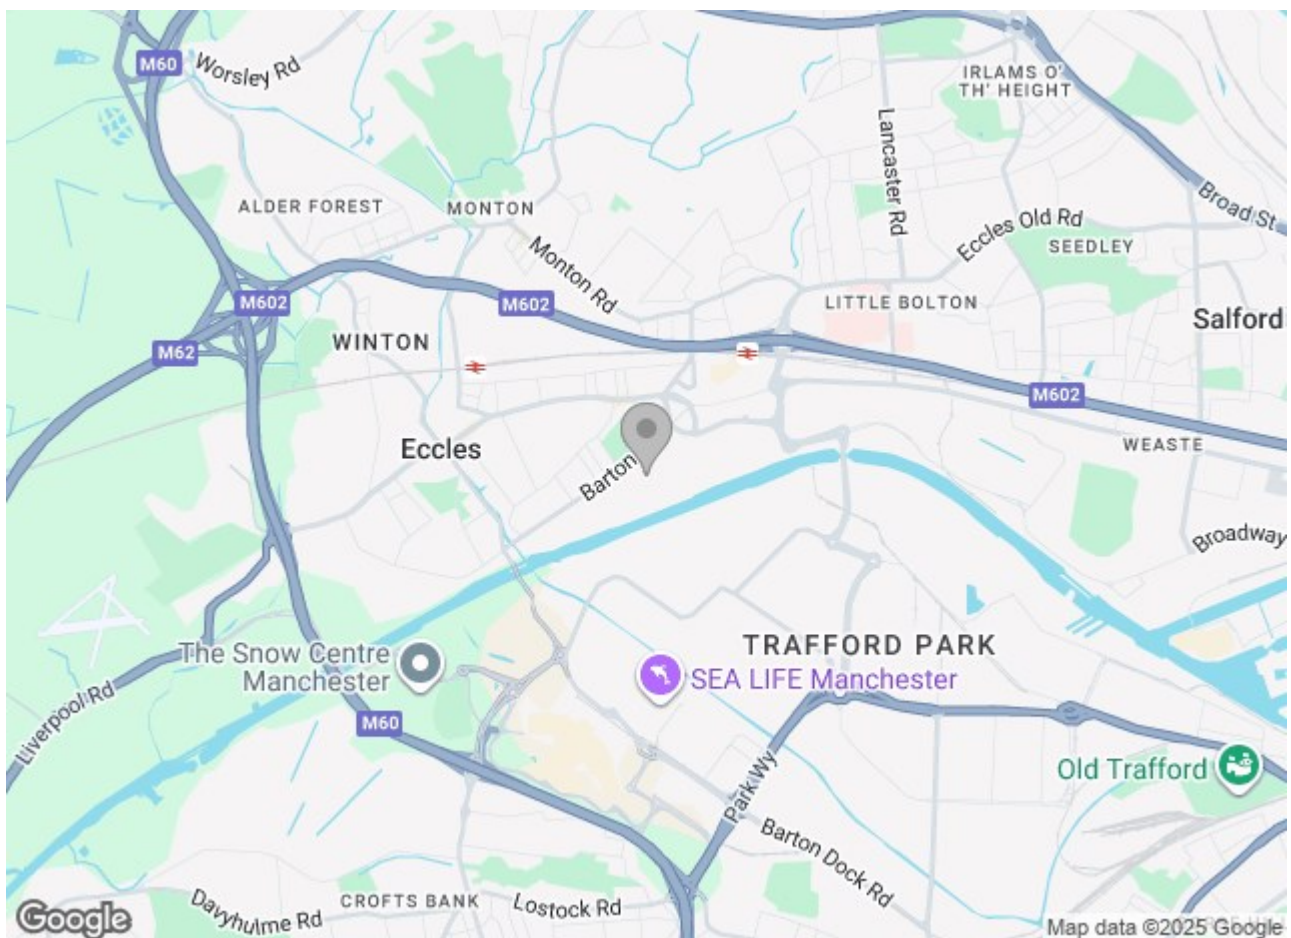 M60
Worsley Rd
IRLAMS O'
TH' HEIGHT
Lancaster Rd
Broad St
ALDER FOREST
MONTON
Eccles Old Rd
SEEDLEY
Monton Rd
M602
M602
LITTLE BOLTON
Salford
WINTON
M62
M602
Eccles
WEASTE
Barton
Broadway
TRAFFORD PARK
The Snow Centre
Manchester
SEA LIFE Manchester
Liverpool Rd
M60
Old Trafford
Park Wy
Barton Dock Rd
CROFTS BANK
Lostock Rd
Davyhulme Rd
Google
Map data ©2025 Google